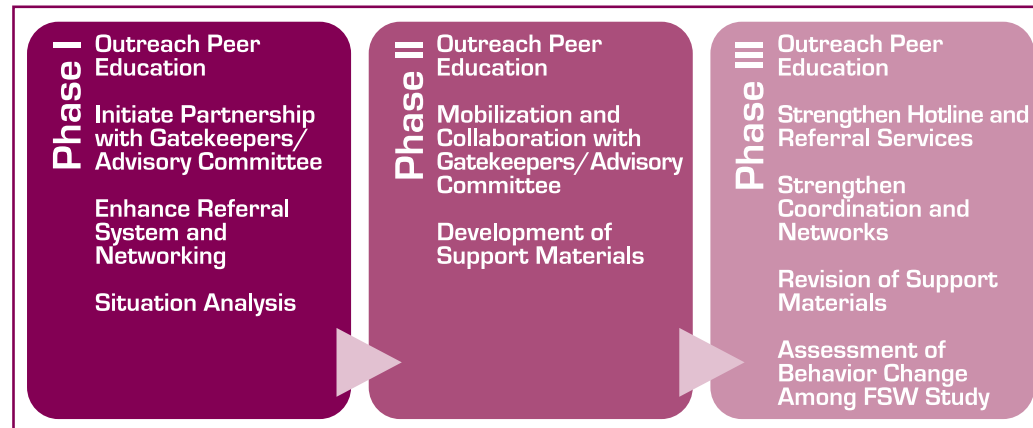 Phase I
Outreach Peer
Education
Initiate Partnership
with Gatekeepers/
Advisory Committee
Enhance Referral
System and
Networking
Situation Analysis
Phase II
Outreach Peer
Education
Mobilization and
Collaboration with
Gatekeepers/Advisory
Committee
Development of
Support Materials
Phase III
Outreach Peer
Education
Strengthen Hotline and
Referral Services
Strengthen
Coordination and
Networks
Revision of Support
Materials
Assessment of
Behavior Change
Among FSW Study